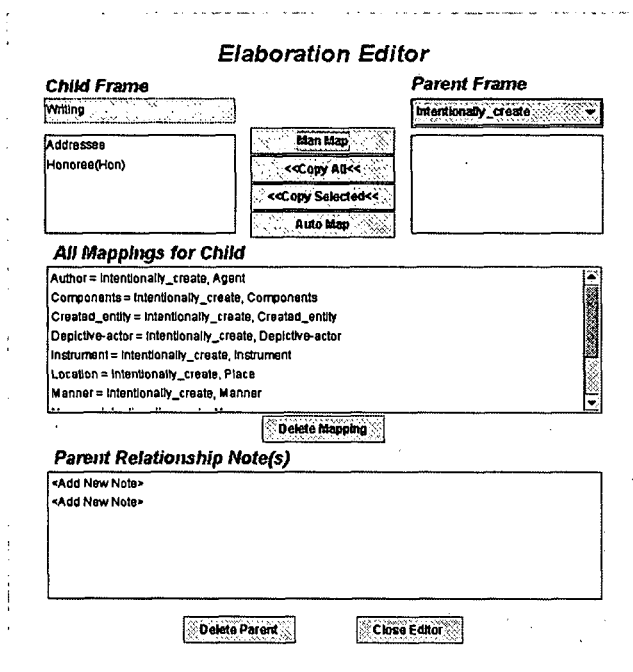 Elaboration Editor
Child Frame
Parent Frame
Writing
Intentionally_create
Addressee
Honoree(Hon)
Man Map
<<Copy All<<
<<Copy Selected<<
Auto Map
All Mappings for Child
Author = Intentionally_create, Agent
Components = Intentionally_create, Components
Created_entity = Intentionally_create, Created_entity
Depictive-actor = Intentionally_create, Depictive-actor
Instrument = Intentionally_create, Instrument
Location = Intentionally_create, Place
Manner = Intentionally_create, Manner
Delete Mapping
Parent Relationship Note(s)
<Add New Note>
<Add New Note>
Delete Parent
Close Editor